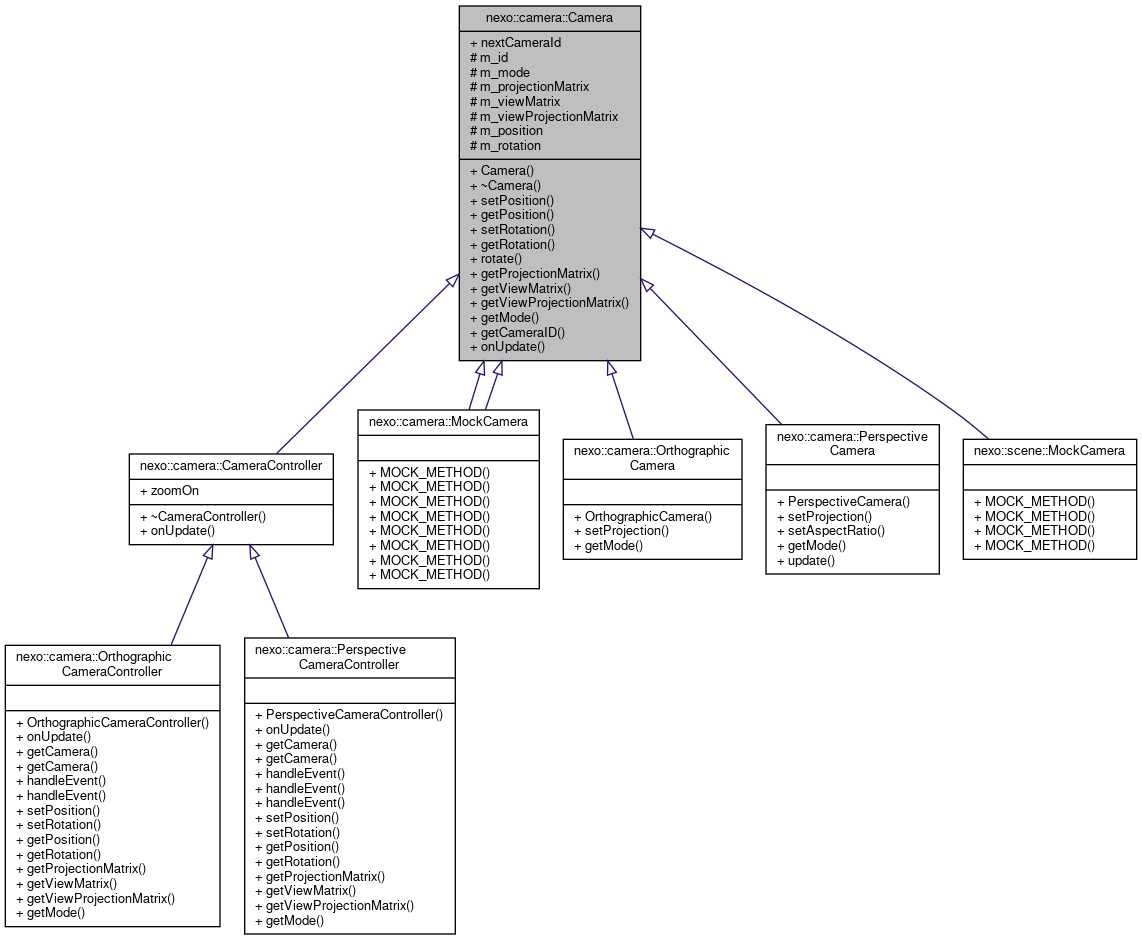 nexo::camera::Camera
+ nextCameraId
# m_id
# m_mode
# m_projectionMatrix
# m_viewMatrix
# m_viewProjectionMatrix
# m_position
# m_rotation
+ Camera()
+ ~Camera()
+ setPosition()
+ getPosition()
+ setRotation()
+ getRotation()
+ rotate()
+ getProjectionMatrix()
+ getViewMatrix()
+ getViewProjectionMatrix()
+ getMode()
+ getCameraID()
+ onUpdate()
nexo::camera::CameraController
+ zoomOn
+ ~CameraController()
+ onUpdate()
nexo::camera::MockCamera
+ MOCK_METHOD()
+ MOCK_METHOD()
+ MOCK_METHOD()
+ MOCK_METHOD()
+ MOCK_METHOD()
+ MOCK_METHOD()
+ MOCK_METHOD()
+ MOCK_METHOD()
nexo::camera::Orthographic
Camera
+ OrthographicCamera()
+ setProjection()
+ getMode()
nexo::camera::Perspective
Camera
+ PerspectiveCamera()
+ setProjection()
+ setAspectRatio()
+ getMode()
+ update()
nexo::scene::MockCamera
+ MOCK_METHOD()
+ MOCK_METHOD()
+ MOCK_METHOD()
+ MOCK_METHOD()
nexo::camera::Orthographic
CameraController
+ OrthographicCameraController()
+ onUpdate()
+ getCamera()
+ getCamera()
+ handleEvent()
+ handleEvent()
+ setPosition()
+ setRotation()
+ getPosition()
+ getRotation()
+ getProjectionMatrix()
+ getViewMatrix()
+ getViewProjectionMatrix()
+ getMode()
nexo::camera::Perspective
CameraController
+ PerspectiveCameraController()
+ onUpdate()
+ getCamera()
+ getCamera()
+ handleEvent()
+ handleEvent()
+ handleEvent()
+ setPosition()
+ setRotation()
+ getPosition()
+ getRotation()
+ getProjectionMatrix()
+ getViewMatrix()
+ getViewProjectionMatrix()
+ getMode()